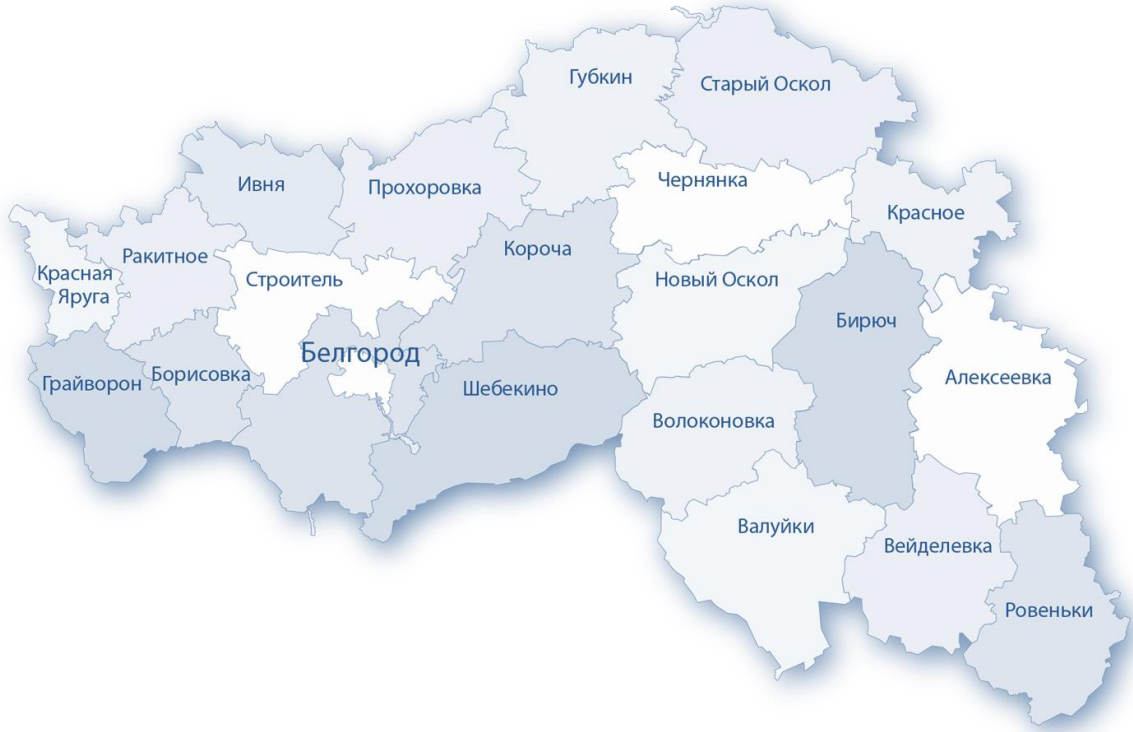 Губкин
Старый Оскол
Ивня
Прохоровка
Чернянка
Красное
Ракитное
Короча
Красная
Яруга
Строитель
Новый Оскол
Бирюч
Белгород
Грайворон
Борисовка
Шебекино
Алексеевка
Волоконовка
Валуйки
Вейделевка
Ровеньки